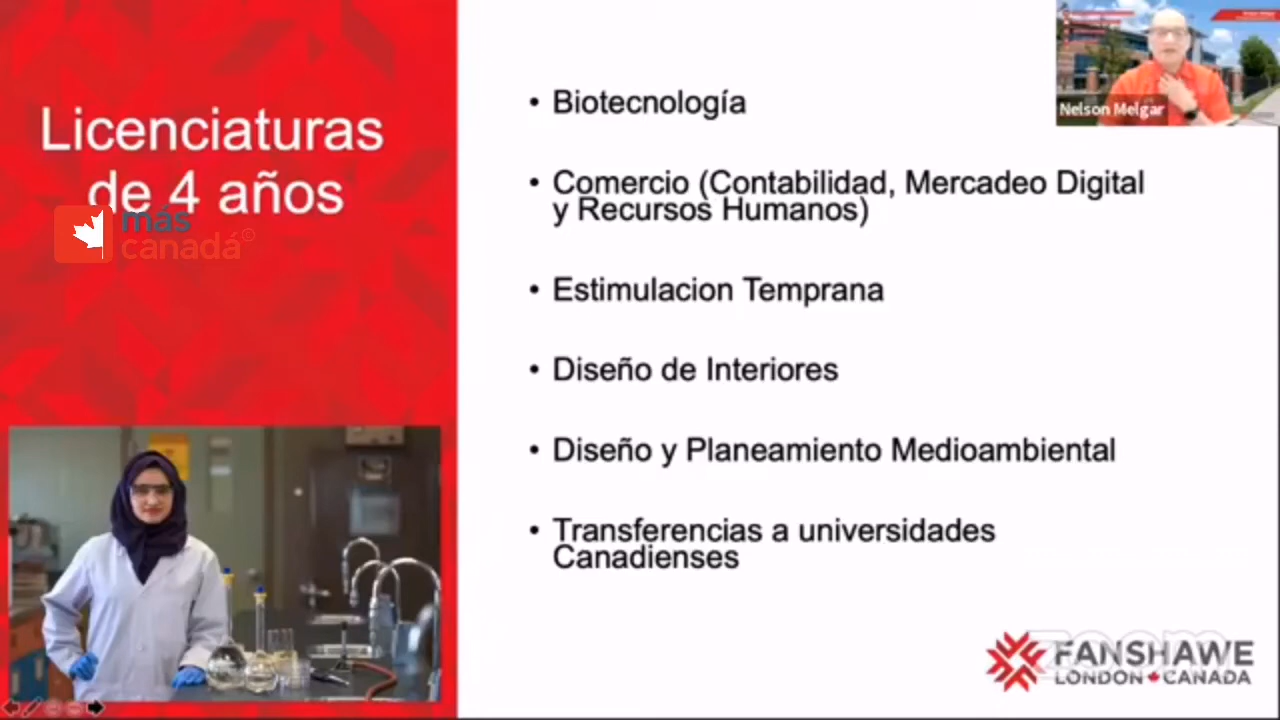 Licenciaturas
de 4 años
más
canadá©
• Biotecnología
• Comercio (Contabilidad, Mercadeo Digital
y Recursos Humanos)
• Estimulacion Temprana
• Diseño de Interiores
• Diseño y Planeamiento Medioambiental
• Transferencias a universidades
Canadienses
Nelson Melgar
zoom
FANSHAWE
LONDON CANADA